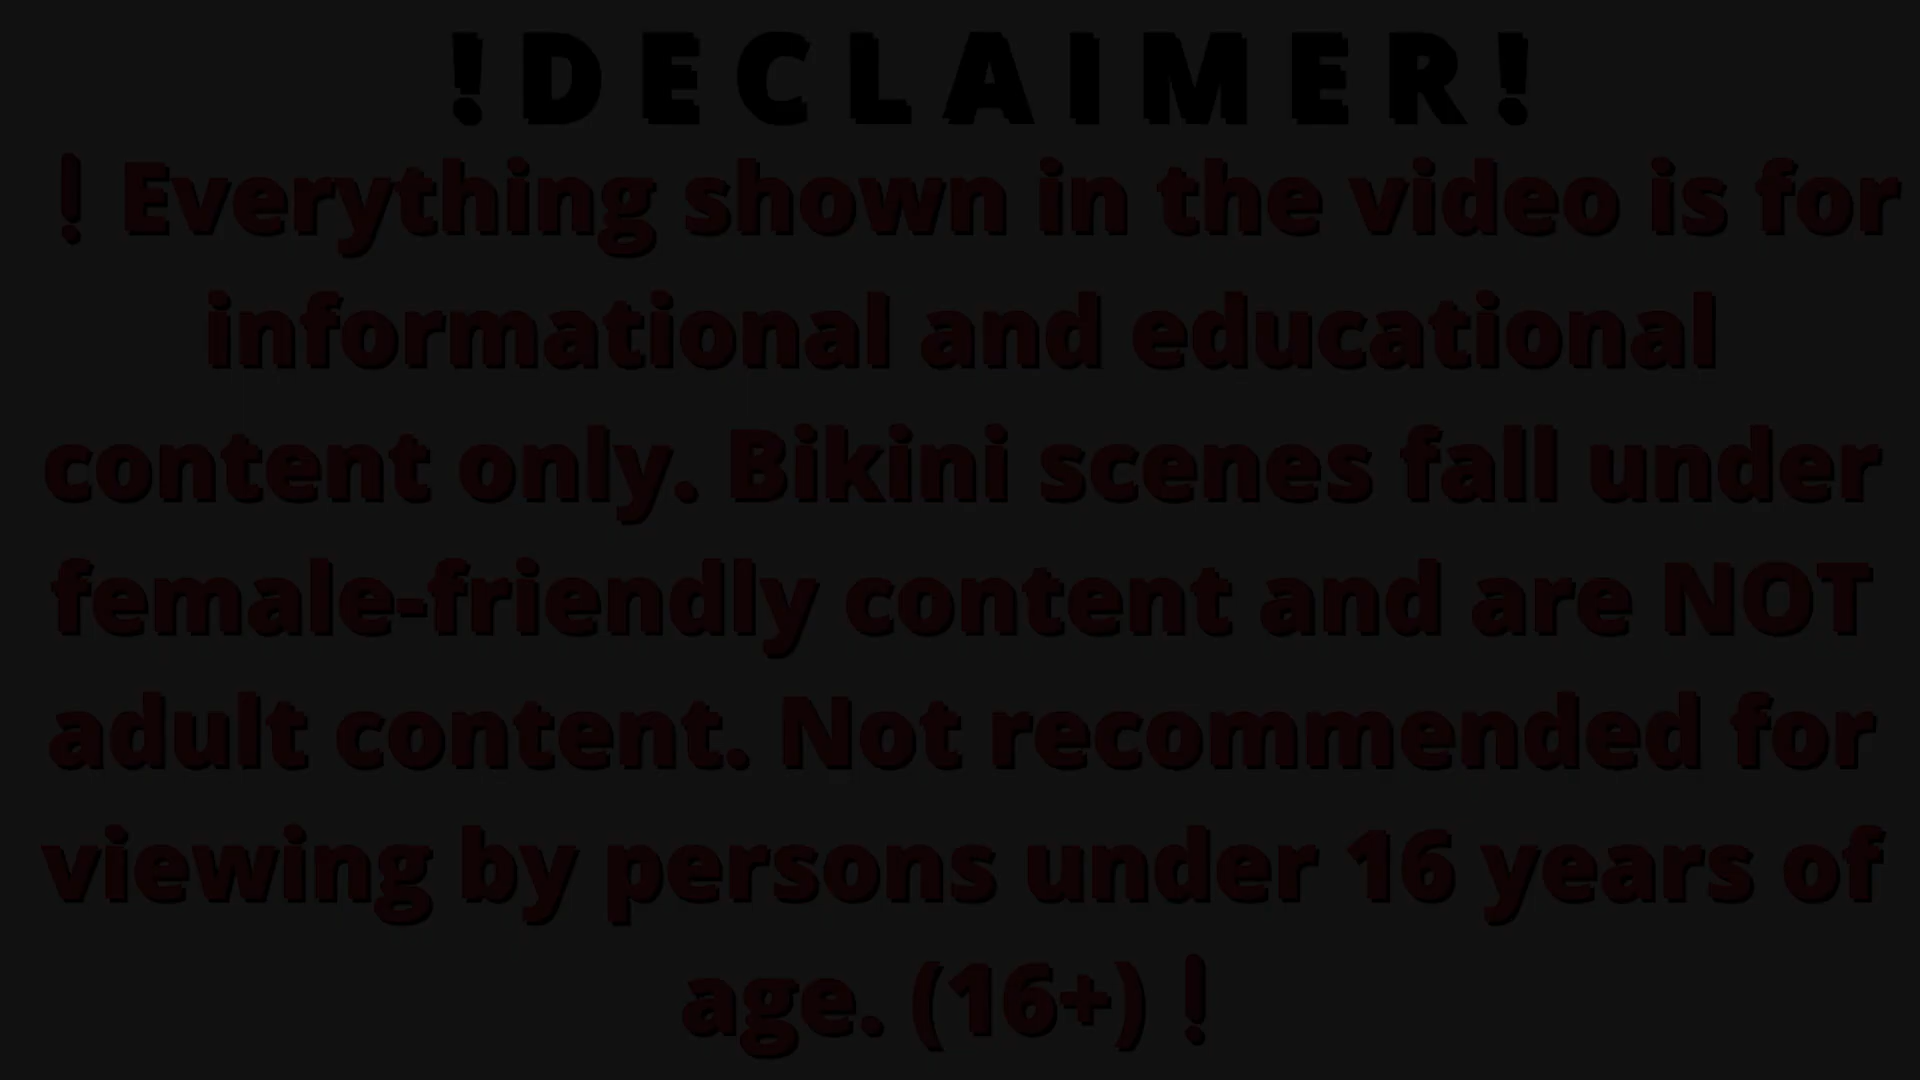 !DECLAIMER!
! Everything shown in the video is for
informational and educational
content only. Bikini scenes fall under
female-friendly content and are NOT
adult content. Not recommended for
viewing by persons under 16 years of
age. (16+) !